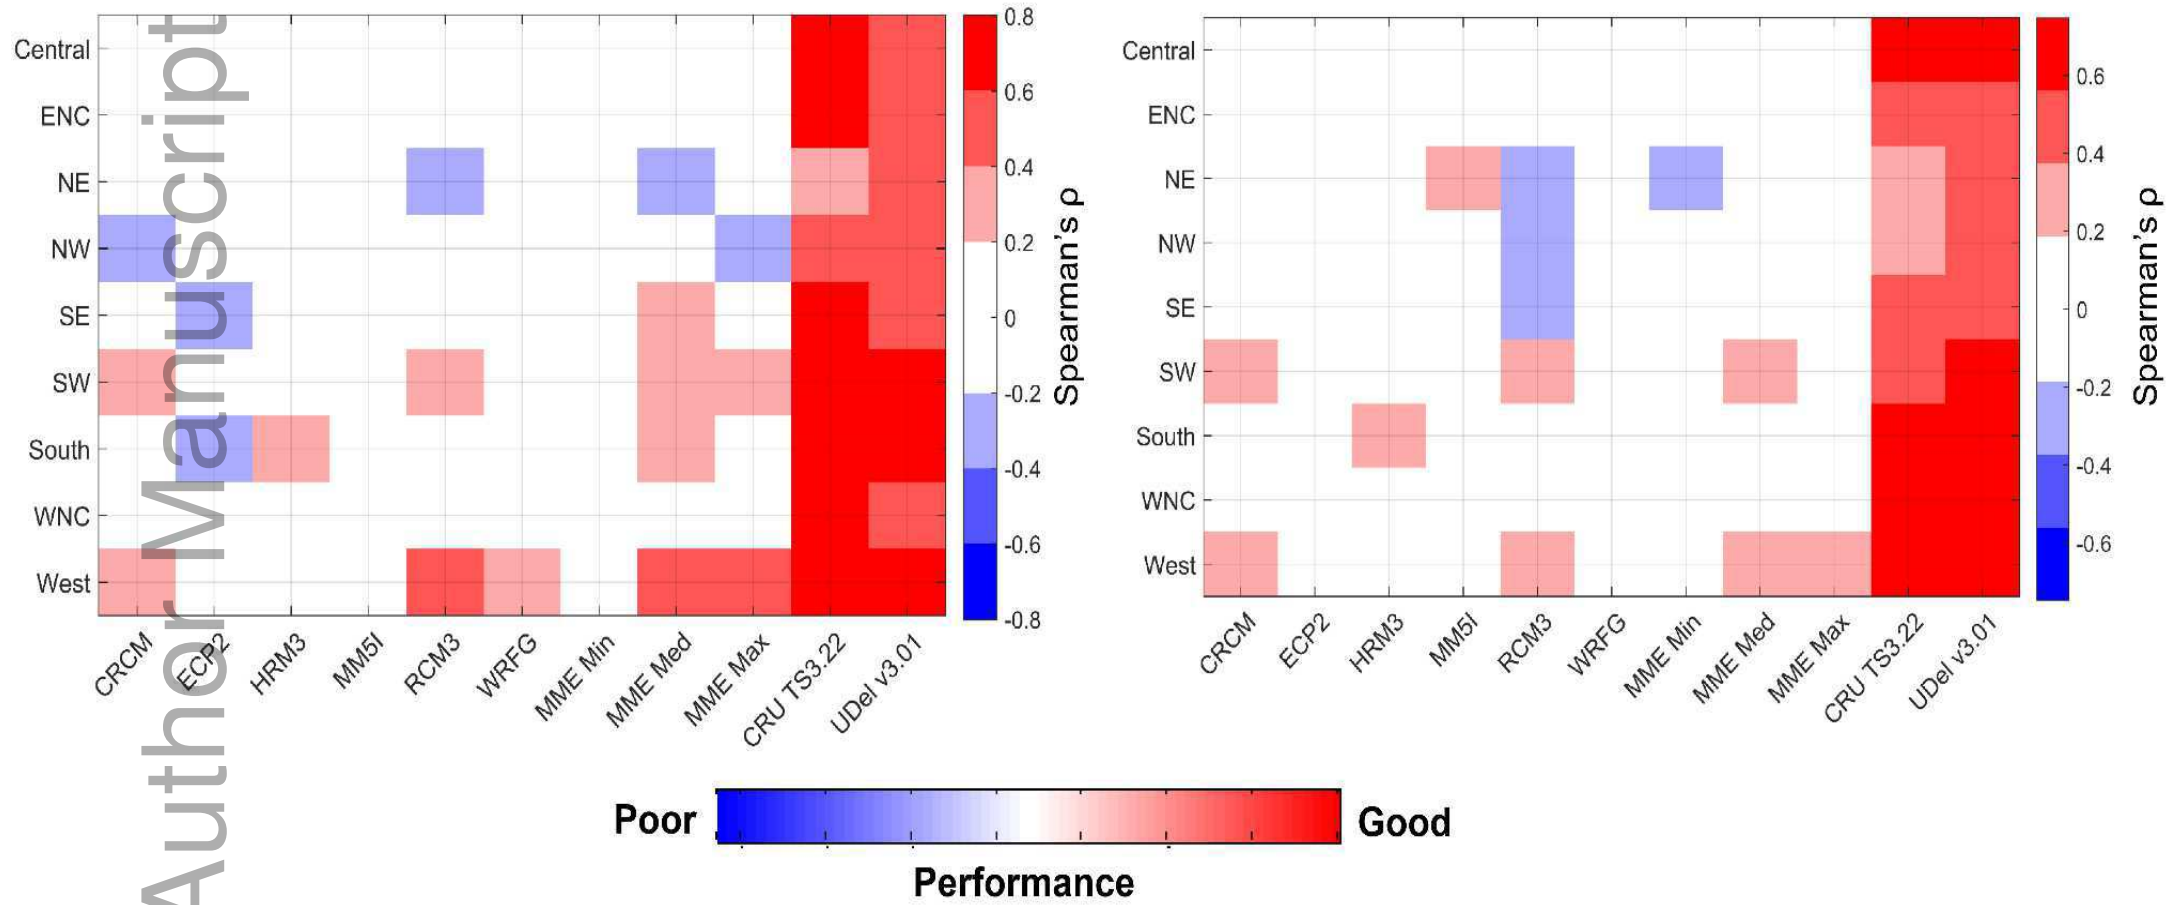 Author Manuscript
Central
ENC
NE
NW
SE
SW
South
WNC
West
CRCM
ECP2
HRM3
MM5I
RCM3
WRFG
MME Min
MME Med
MME Max
CRU TS3.22
UDel v3.01
0.8
0.6
0.4
0.2
0
-0.2
-0.4
-0.6
-0.8
Spearman's ρ
Central
ENC
NE
NW
SE
SW
South
WNC
West
CRCM
ECP2
HRM3
MM5I
RCM3
WRFG
MME Min
MME Med
MME Max
CRU TS3.22
UDel v3.01
0.6
0.4
0.2
0
-0.2
-0.4
-0.6
Spearman's ρ
Poor
Good
Performance